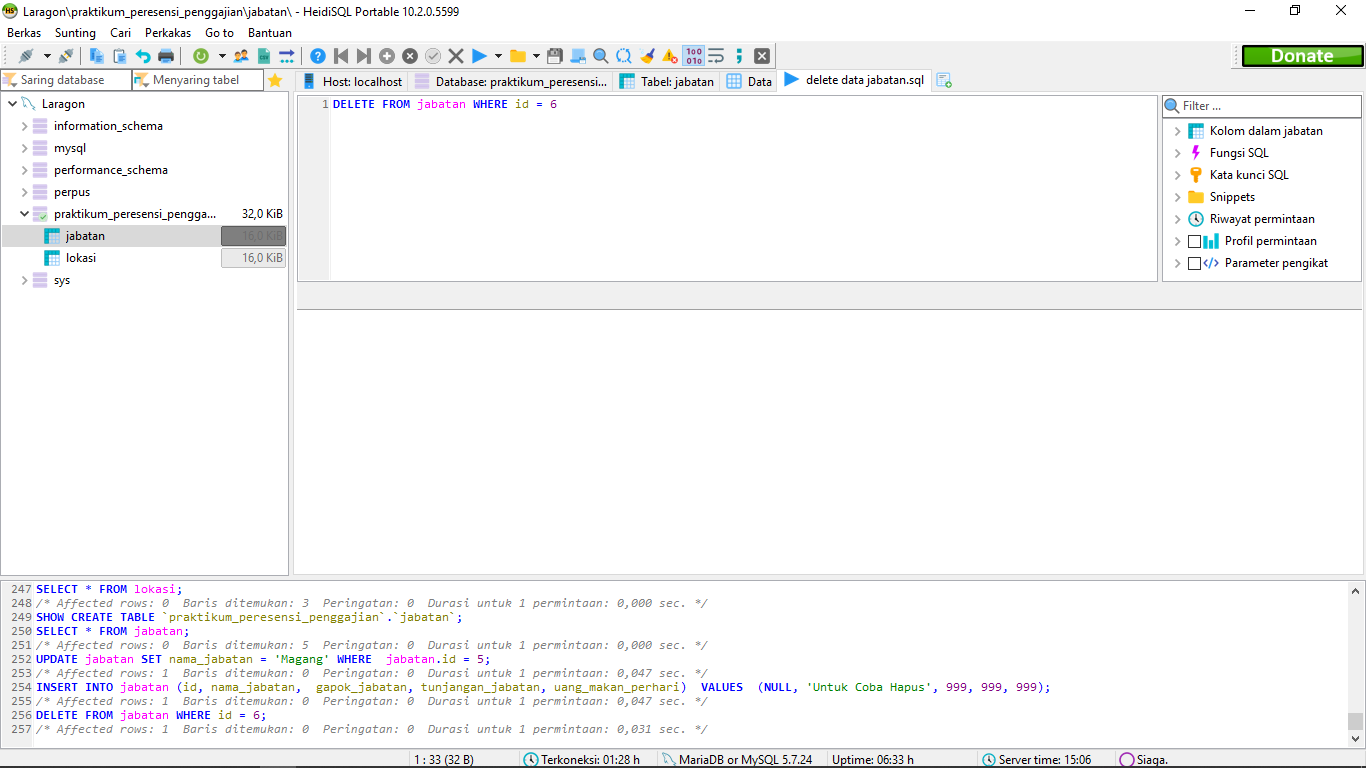 Laragon\praktikum_peresensi_penggajian\jabatan\ - HeidiSQL Portable 10.2.0.5599
Berkas Sunting Cari Perkakas Go to Bantuan
Donate
Saring database Menyaring tabel
Host: localhost Database: praktikum_peresensi... Tabel: jabatan Data delete data jabatan.sql
Laragon
information_schema
mysql
performance_schema
perpus
praktikum_peresensi_pengga... 32,0 KiB
jabatan 16,0 KiB
lokasi 16,0 KiB
sys
1 DELETE FROM jabatan WHERE id = 6
Filter ...
Kolom dalam jabatan
Fungsi SQL
Kata kunci SQL
Snippets
Riwayat permintaan
Profil permintaan
Parameter pengikat
247 SELECT * FROM lokasi;
248 /* Affected rows: 0 Baris ditemukan: 3 Peringatan: 0 Durasi untuk 1 permintaan: 0,000 sec. */
249 SHOW CREATE TABLE `praktikum_peresensi_penggajian`.`jabatan`;
250 SELECT * FROM jabatan;
251 /* Affected rows: 0 Baris ditemukan: 5 Peringatan: 0 Durasi untuk 1 permintaan: 0,000 sec. */
252 UPDATE jabatan SET nama_jabatan = 'Magang' WHERE jabatan.id = 5;
253 /* Affected rows: 1 Baris ditemukan: 0 Peringatan: 0 Durasi untuk 1 permintaan: 0,047 sec. */
254 INSERT INTO jabatan (id, nama_jabatan, gapok_jabatan, tunjangan_jabatan, uang_makan_perhari) VALUES (NULL, 'Untuk Coba Hapus', 999, 999, 999);
255 /* Affected rows: 1 Baris ditemukan: 0 Peringatan: 0 Durasi untuk 1 permintaan: 0,047 sec. */
256 DELETE FROM jabatan WHERE id = 6;
257 /* Affected rows: 1 Baris ditemukan: 0 Peringatan: 0 Durasi untuk 1 permintaan: 0,031 sec. */
1 : 33 (32 B) Terkoneksi: 01:28 h MariaDB or MySQL 5.7.24 Uptime: 06:33 h Server time: 15:06 Siaga.